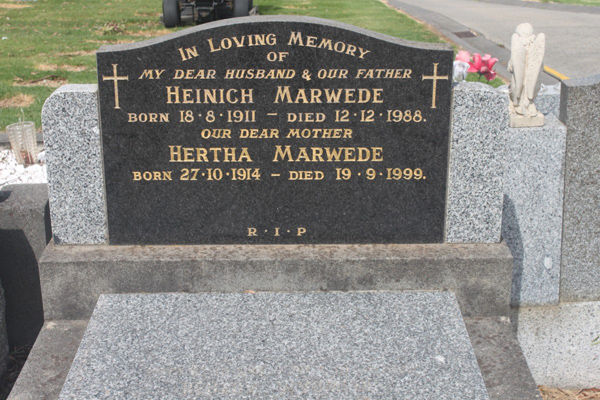 IN LOVING MEMORY
OF
MY DEAR HUSBAND & OUR FATHER
HEINICH MARWEDE
BORN 18·8·1911 – DIED 12·12·1988.
OUR DEAR MOTHER
HERTHA MARWEDE
BORN 27·10·1914 – DIED 19·9·1999.
R·I·P